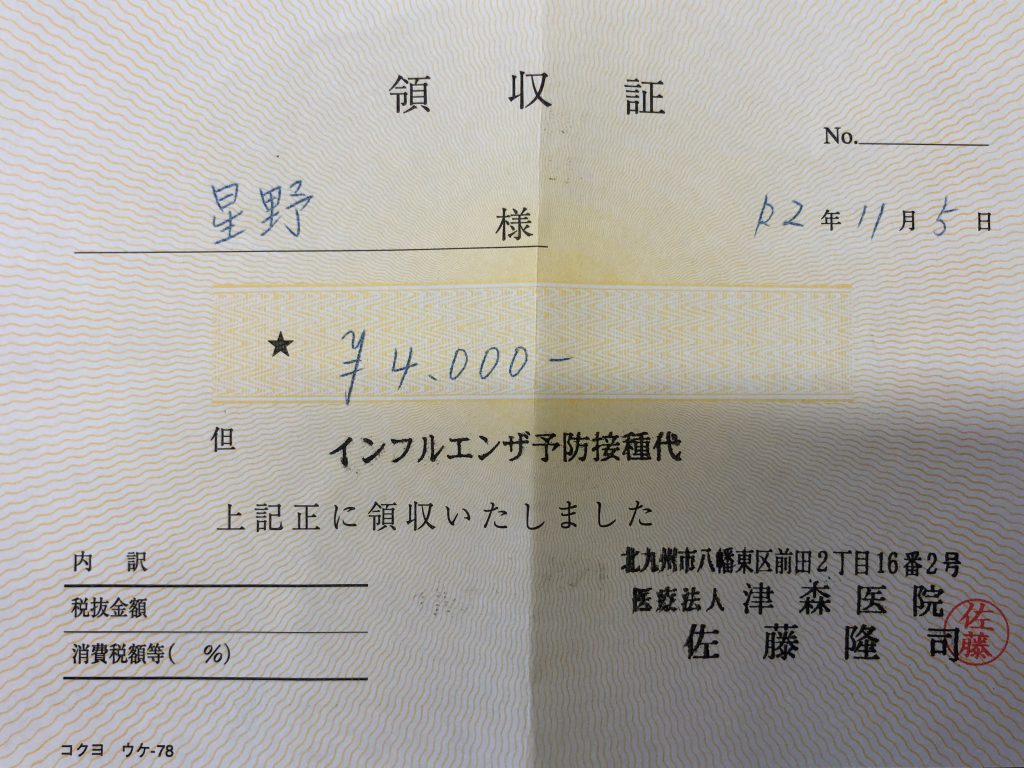 領収証
No.
星野 様
R2年11月5日
★ ¥4.000-
但 インフルエンザ予防接種代
上記正に領収いたしました
内訳
税抜金額
消費税額等( %)
北九州市八幡東区前田2丁目16番2号
医療法人 津森医院
佐藤隆司
佐藤
コクヨ ウケ-78